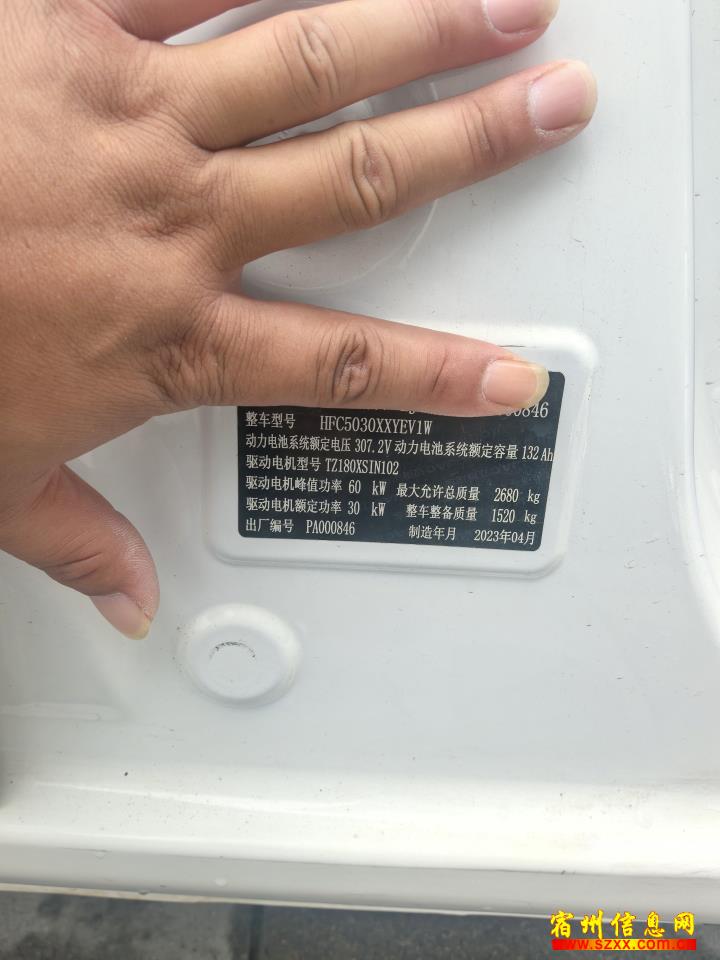 000846
整车型号 HFC5030XXYEV1W
动力电池系统额定电压 307.2V 动力电池系统额定容量 132Ah
驱动电机型号 TZ180XSIN102
驱动电机峰值功率 60 kW 最大允许总质量 2680 kg
驱动电机额定功率 30 kW 整车整备质量 1520 kg
出厂编号 PA000846 制造年月 2023年04月
宿州信息网
www.szxx.com.cn